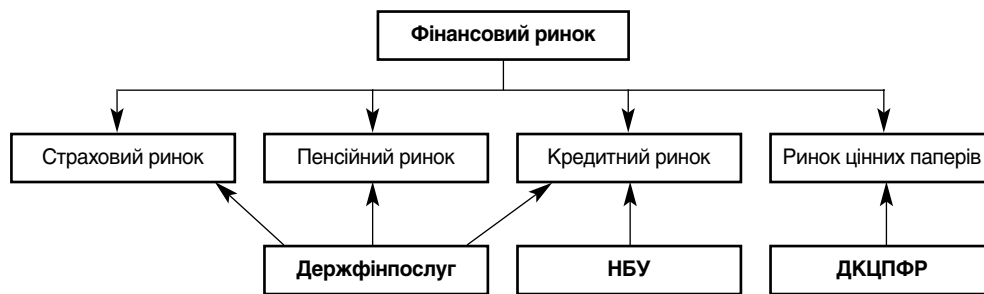 Фінансовий ринок
Страховий ринок
Пенсійний ринок
Кредитний ринок
Ринок цінних паперів
Держфінпослуг
НБУ
ДКЦПФР